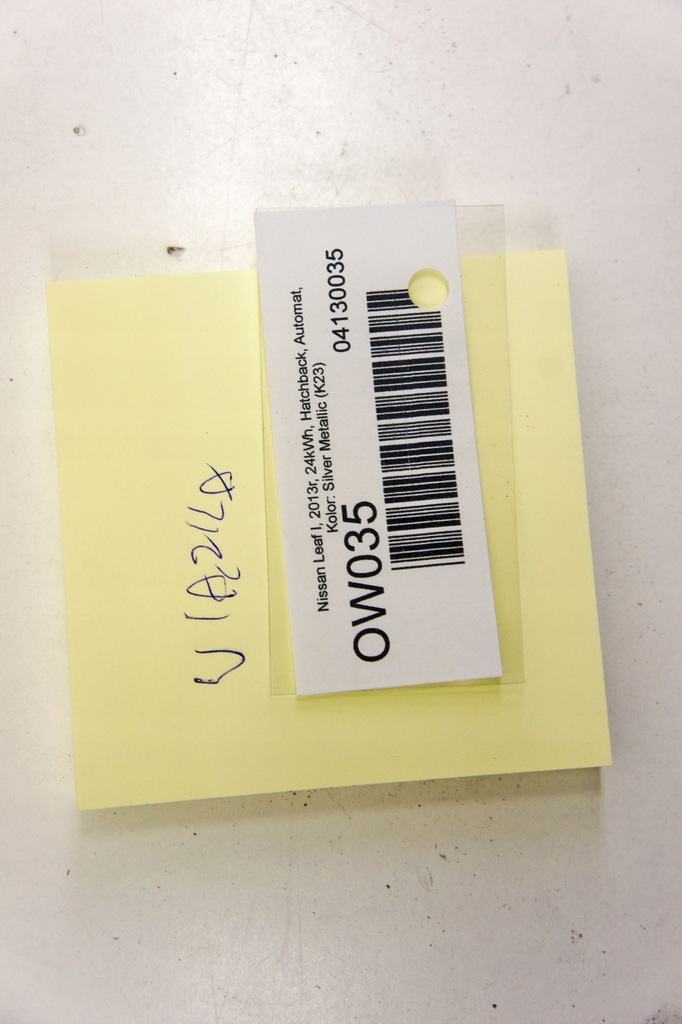 Nissan Leaf I, 2013r, 24kWh, Hatchback, Automat,
Kolor: Silver Metallic (K23)
04130035
OW035